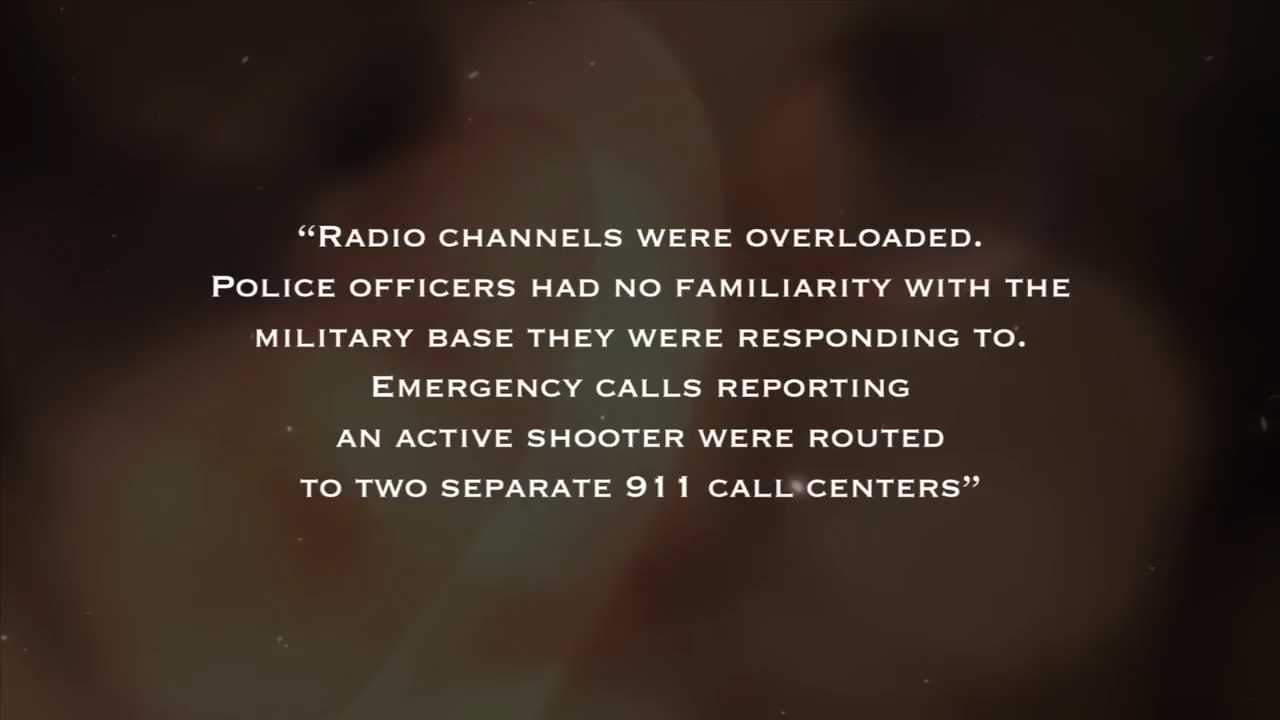 “Radio channels were overloaded.
Police officers had no familiarity with the
military base they were responding to.
Emergency calls reporting
an active shooter were routed
to two separate 911 call centers”